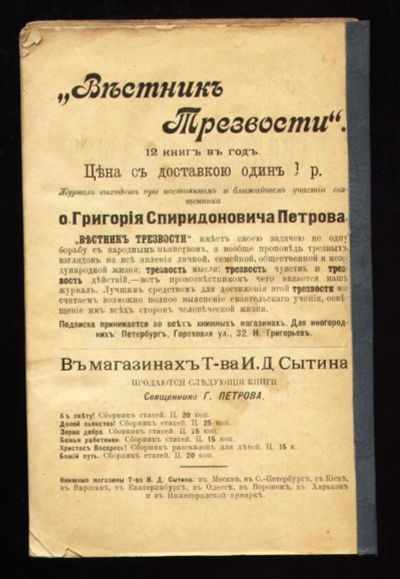 „Вѣстникъ
Трезвости“.
12 книгъ въ годъ.
Цѣна съ доставкою одинъ 1 р.
Журналъ выходитъ при постоянномъ и ближайшемъ участіи свя-
щенника
о. Григорія Спиридоновича Петрова.
„ВѢСТНИКЪ ТРЕЗВОСТИ“ имѣетъ своею задачею не одну
борьбу съ народнымъ пьянствомъ, а вообще проповѣдь трезвыхъ
взглядовъ на всѣ явленія личной, семейной, общественной и меж-
дународной жизни; трезвость мысли; трезвость чувствъ и трез-
вость дѣйствій,—вотъ провозвѣстникомъ чего является нашъ
журналъ. Лучшимъ средствомъ для достиженія этой трезвости мы
считаемъ возможно полное выясненіе евангельскаго ученія, освѣ-
щеніе имъ всѣхъ сторонъ человѣческой жизни.
Подписка принимается во всѣхъ книжныхъ магазинахъ. Для иногород-
нихъ: Петербургъ, Гороховая ул., 32 Н. Григорьевъ.
Въ магазинахъ Т-ва И. Д. Сытина
ПРОДАЮТСЯ СЛѢДУЮЩІЯ КНИГИ
Священника Г. ПЕТРОВА.
Къ свѣту! Сборникъ статей. Ц. 20 коп.
Долой пьянство! Сборникъ статей. Ц. 25 коп.
Зерна добра. Сборникъ статей. Ц. 25 коп.
Божьи работники. Сборникъ статей. Ц. 15 коп.
Христосъ Воскресъ! Сборникъ разсказовъ для дѣтей. Ц. 15 к.
Божій путь. Сборникъ статей. Ц. 20 коп.
Книжные магазины Т-ва И. Д. Сытина: въ Москвѣ, въ С.-Петербургѣ, въ Кіевѣ,
въ Варшавѣ, въ Екатеринбургѣ, въ Одессѣ, въ Воронежѣ, въ Харьковѣ
и въ Нижегородской ярмаркѣ.